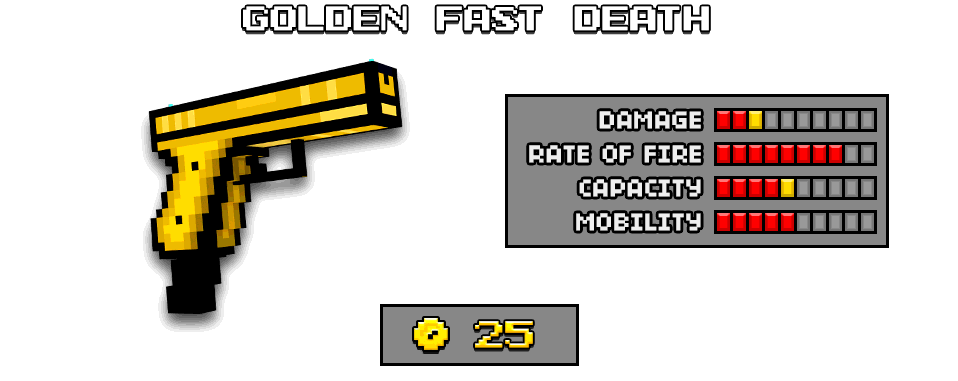 GOLDEN FAST DEATH
DAMAGE
RATE OF FIRE
CAPACITY
MOBILITY
25